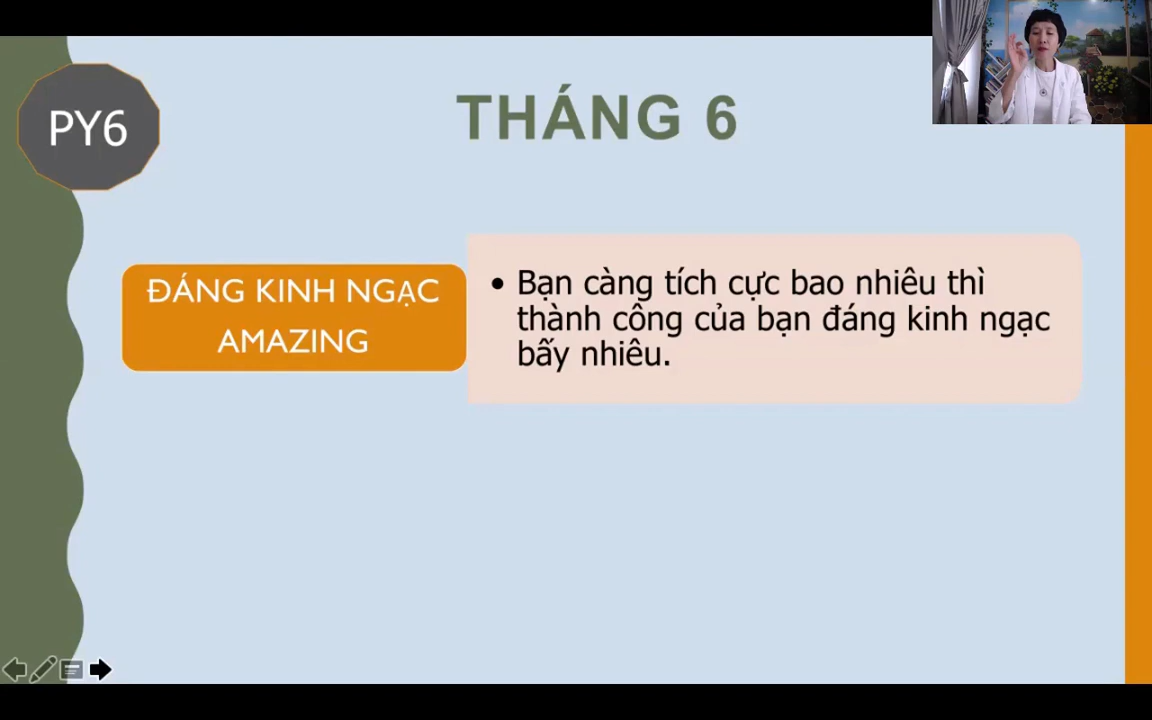 PY6
THÁNG 6
ĐÁNG KINH NGẠC
AMAZING
• Bạn càng tích cực bao nhiêu thì
thành công của bạn đáng kinh ngạc
bấy nhiêu.